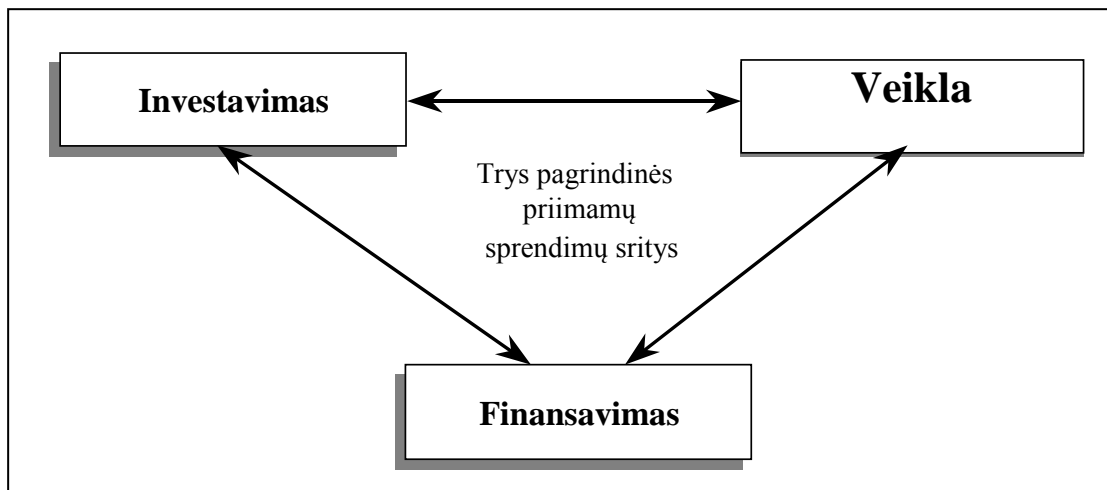 Investavimas
Veikla
Trys pagrindinės
priimamų
sprendimų sritys
Finansavimas